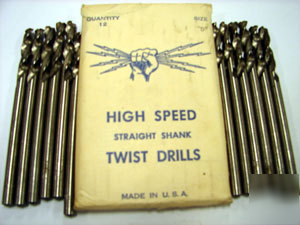 QUANTITY SIZE
12 "D"
HIGH SPEED
STRAIGHT SHANK
TWIST DRILLS
MADE IN U.S.A.